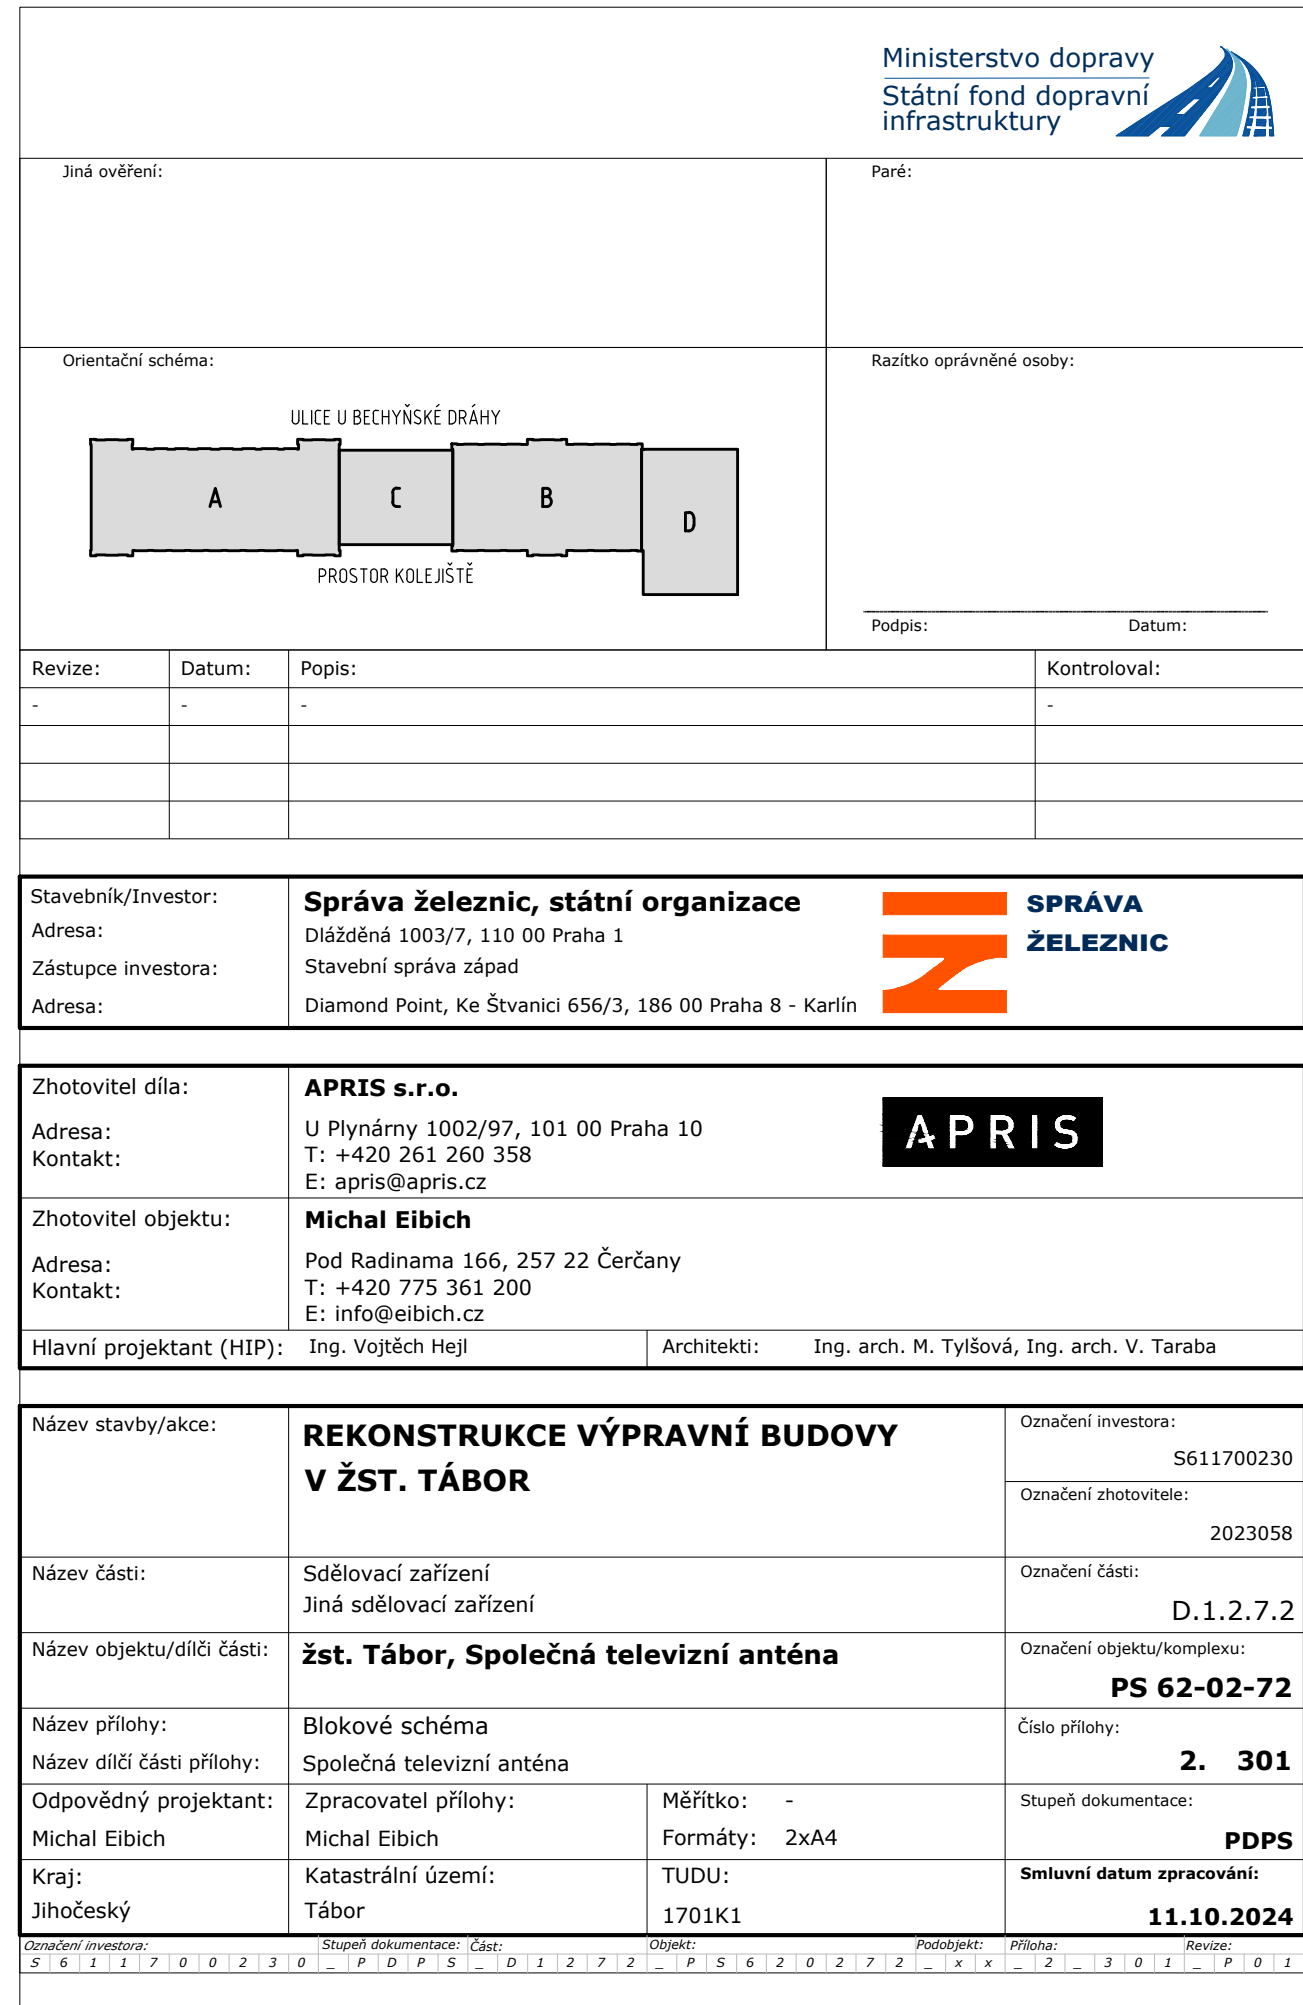 Ministerstvo dopravy
Státní fond dopravní
infrastruktury
Jiná ověření:
Paré:
Orientační schéma:
Razítko oprávněné osoby:
ULICE U BECHYŇSKÉ DRÁHY
A
C
B
D
PROSTOR KOLEJIŠTĚ
Podpis: Datum:
Revize: Datum: Popis: Kontroloval:
- - - -
Stavebník/Investor: Správa železnic, státní organizace
Adresa: Dlážděná 1003/7, 110 00 Praha 1
Zástupce investora: Stavební správa západ
Adresa: Diamond Point, Ke Štvanici 656/3, 186 00 Praha 8 - Karlín
SPRÁVA
ŽELEZNIC
Zhotovitel díla: APRIS s.r.o.
Adresa: U Plynárny 1002/97, 101 00 Praha 10
Kontakt: T: +420 261 260 358
E: apris@apris.cz
APRIS
Zhotovitel objektu: Michal Eibich
Adresa: Pod Radinama 166, 257 22 Čerčany
Kontakt: T: +420 775 361 200
E: info@eibich.cz
Hlavní projektant (HIP): Ing. Vojtěch Hejl Architekti: Ing. arch. M. Tylšová, Ing. arch. V. Taraba
Název stavby/akce: REKONSTRUKCE VÝPRAVNÍ BUDOVY
V ŽST. TÁBOR
Označení investora:
S611700230
Označení zhotovitele:
2023058
Název části: Sdělovací zařízení
Jiná sdělovací zařízení
Označení části:
D.1.2.7.2
Název objektu/dílči části: žst. Tábor, Společná televizní anténa
Označení objektu/komplexu:
PS 62-02-72
Název přílohy: Blokové schéma
Název dílčí části přílohy: Společná televizní anténa
Číslo přílohy:
2. 301
Odpovědný projektant: Zpracovatel přílohy: Měřítko: -
Michal Eibich Michal Eibich Formáty: 2xA4
Stupeň dokumentace:
PDPS
Kraj: Katastrální území: TUDU:
Jihočeský Tábor 1701K1
Smluvní datum zpracování:
11.10.2024
Označení investora: Stupeň dokumentace: Část: Objekt: Podobjekt: Příloha: Revize:
S 6 1 1 7 0 0 2 3 0 _ P D P S _ D 1 2 7 2 _ P S 6 2 0 2 7 2 _ x x _ 2 _ 3 0 1 _ P 0 1